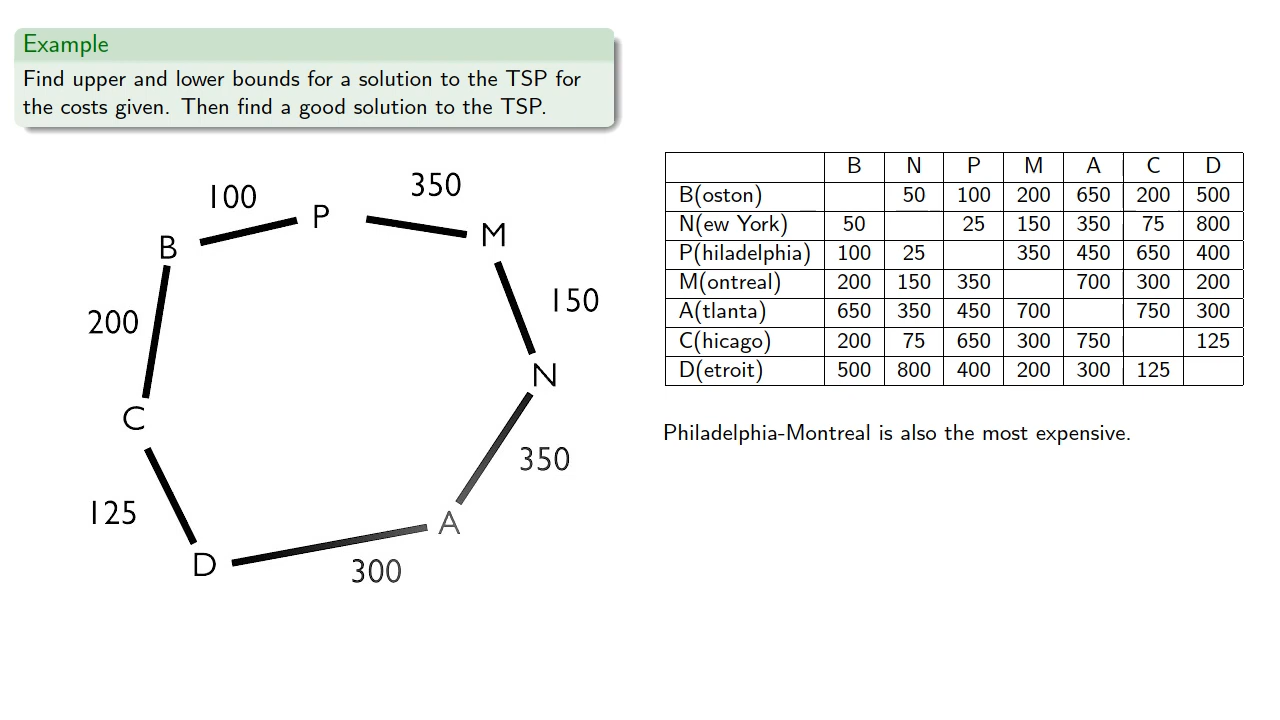 Example
Find upper and lower bounds for a solution to the TSP for
the costs given. Then find a good solution to the TSP.
100
350
P
M
B
200
150
C
N
350
125
A
D
300
B N P M A C D
B(oston) 50 100 200 650 200 500
N(ew York) 50 25 150 350 75 800
P(hiladelphia) 100 25 350 450 650 400
M(ontreal) 200 150 350 700 300 200
A(tlanta) 650 350 450 700 750 300
C(hicago) 200 75 650 300 750 125
D(etroit) 500 800 400 200 300 125
Philadelphia-Montreal is also the most expensive.